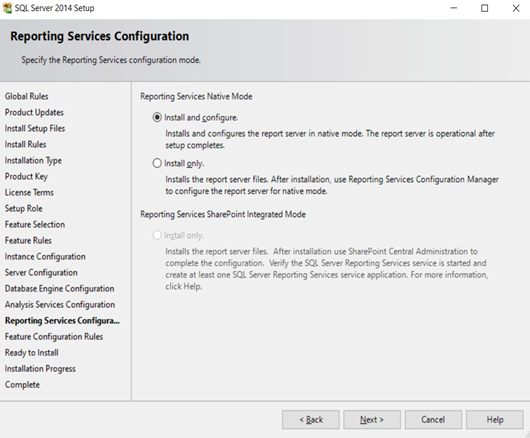 SQL Server 2014 Setup
Reporting Services Configuration
Specify the Reporting Services configuration mode.
Global Rules
Product Updates
Install Setup Files
Install Rules
Installation Type
Product Key
License Terms
Setup Role
Feature Selection
Feature Rules
Instance Configuration
Server Configuration
Database Engine Configuration
Analysis Services Configuration
Reporting Services Configura...
Feature Configuration Rules
Ready to Install
Installation Progress
Complete
Reporting Services Native Mode
Install and configure.
Installs and configures the report server in native mode. The report server is operational after
setup completes.
Install only.
Installs the report server files. After installation, use Reporting Services Configuration Manager
to configure the report server for native mode.
Reporting Services SharePoint Integrated Mode
Install only.
Installs the report server files. After installation use SharePoint Central Administration to
complete the configuration. Verify the SQL Server Reporting Services service is started and
create at least one SQL Server Reporting Services service application. For more information,
click Help.
< Back
Next >
Cancel
Help